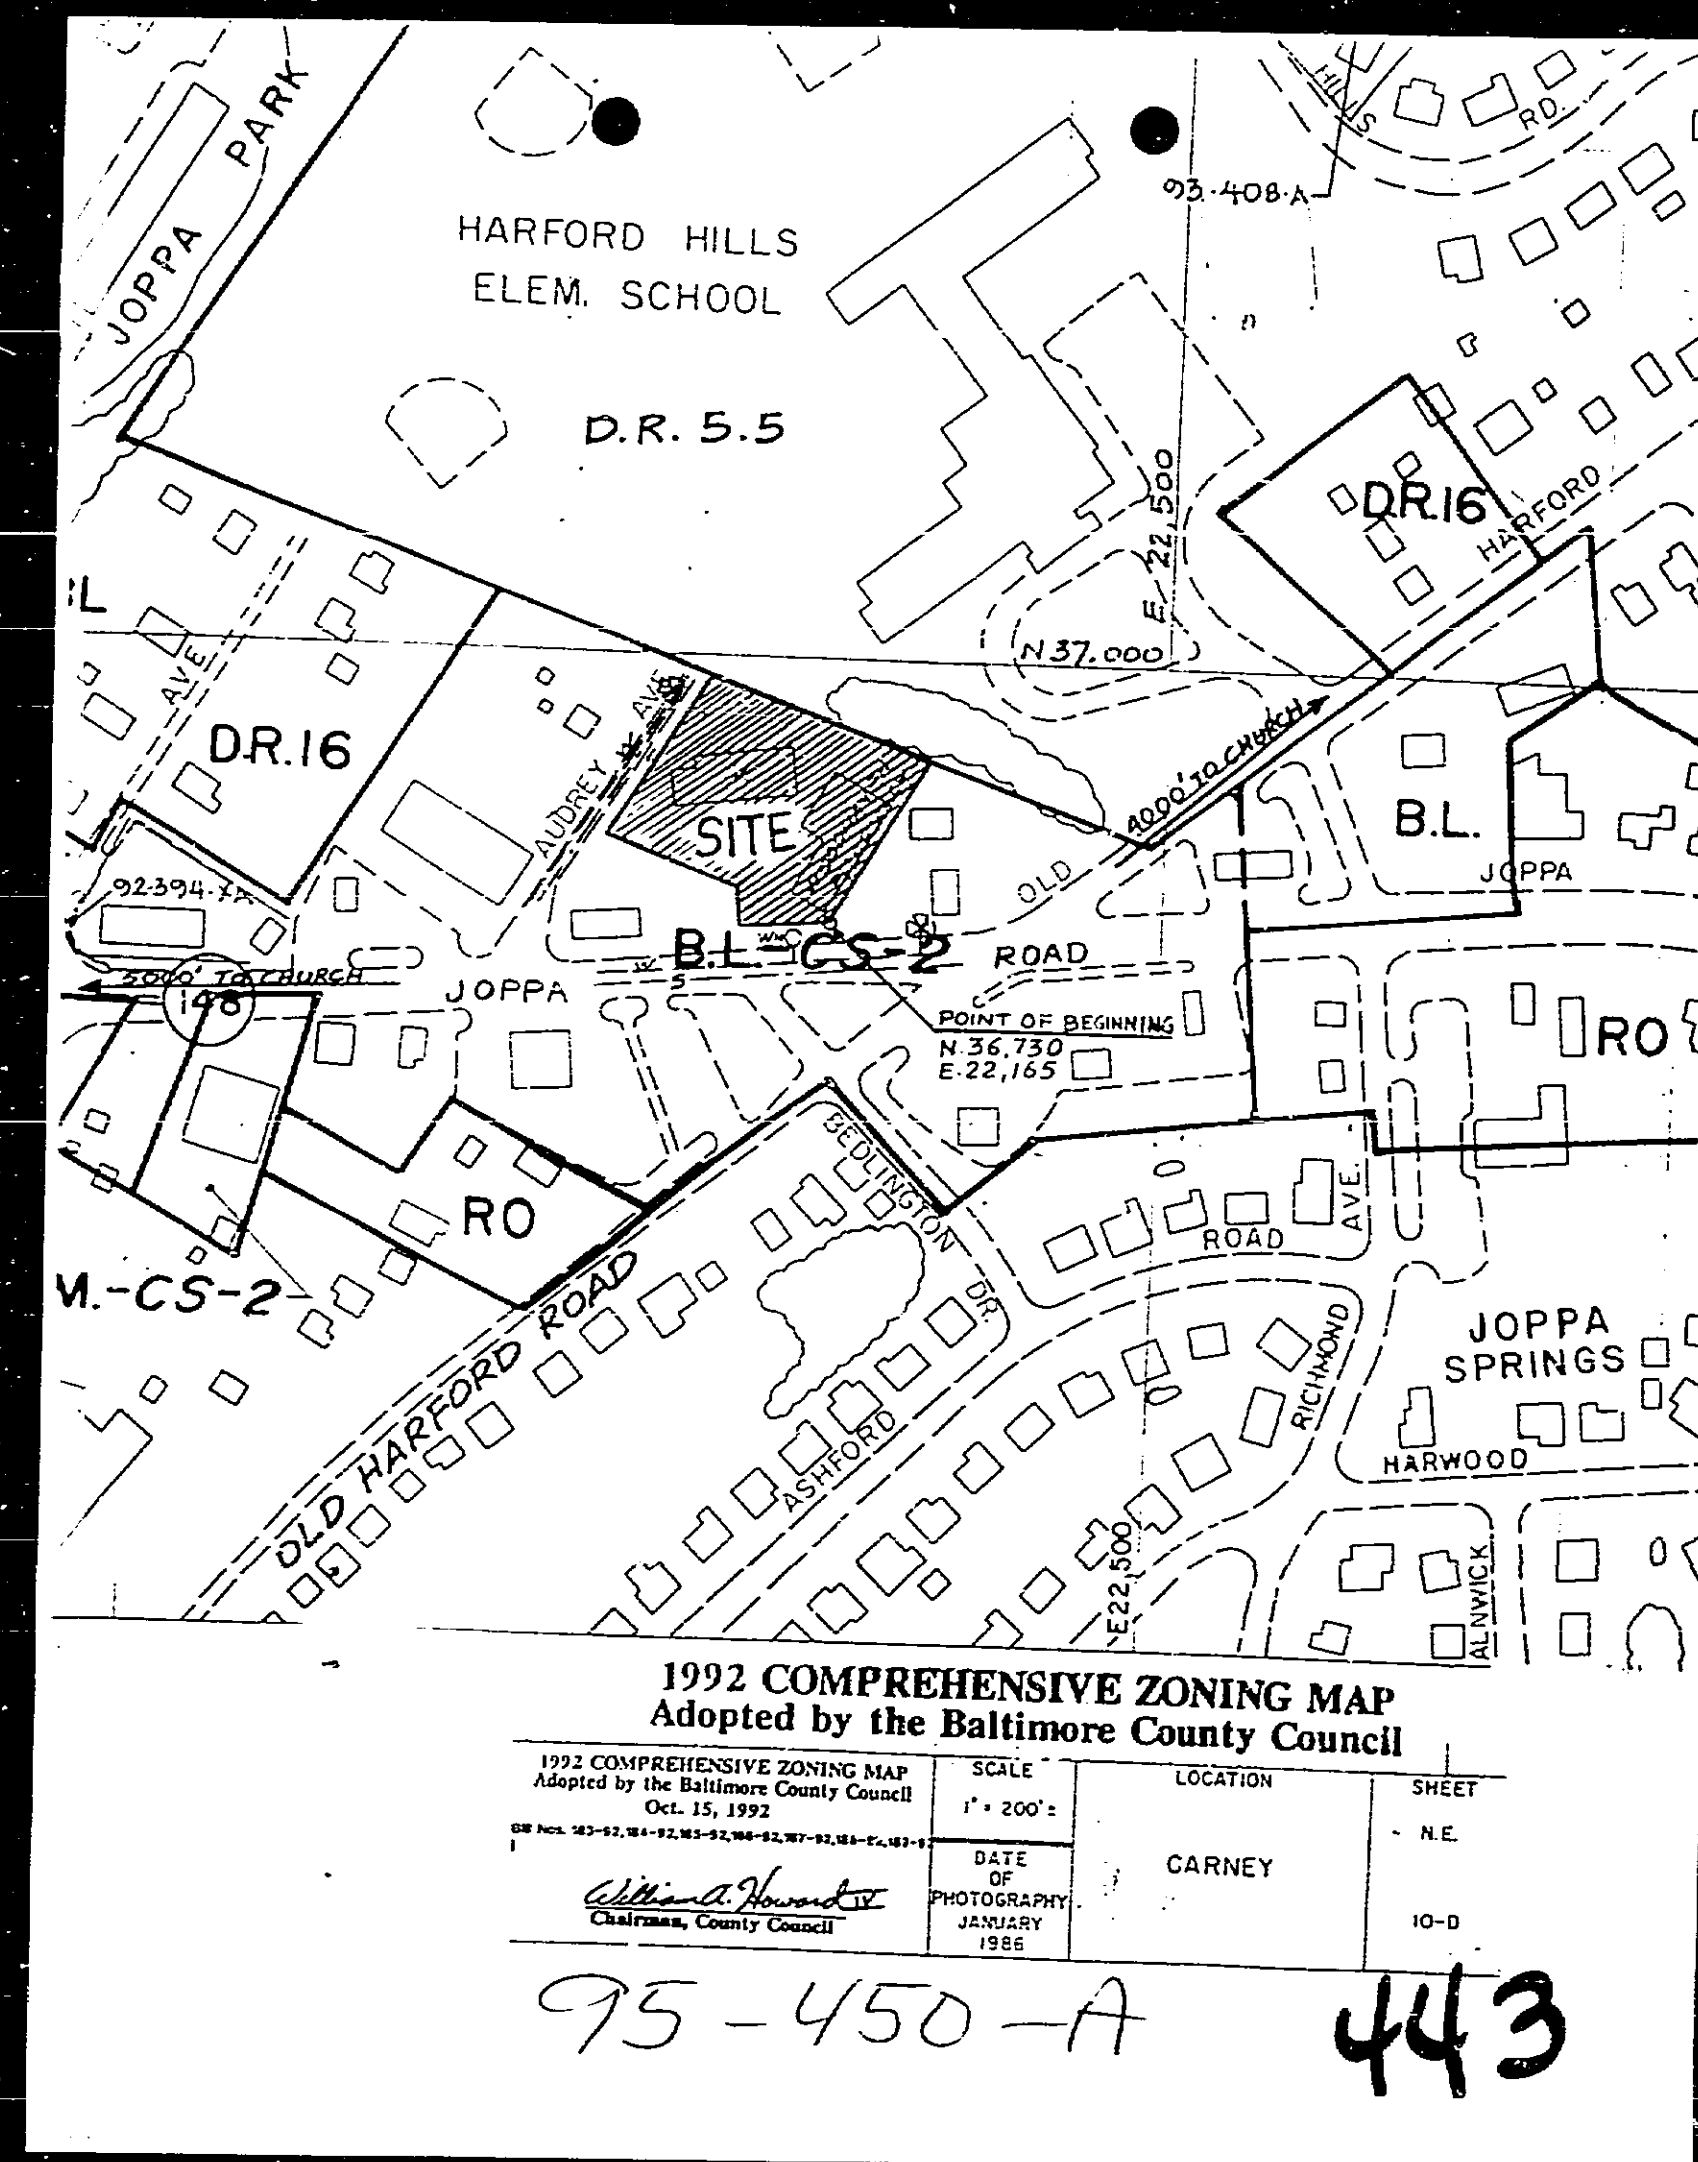 JOPPA PARK
HILLS RD.
93-408-A
HARFORD HILLS
ELEM. SCHOOL
D.R. 5.5
E 22,500
D.R.16
HARFORD
N 37,000
AVE
D.R.16
AUDREY AVE
SITE
4000' TO CHURCH
B.L.
JOPPA
OLD
92-394-XA
B.L.-CS-2
ROAD
5000' TO CHURCH
148
JOPPA
POINT OF BEGINNING
N.36,730
E.22,165
RO
BEDLINGTON DR.
RO
AVE.
ROAD
M.-CS-2
OLD HARFORD ROAD
RICHMOND
JOPPA
SPRINGS
ASHFORD
HARWOOD
E22,500
ALNWICK
1992 COMPREHENSIVE ZONING MAP
Adopted by the Baltimore County Council
1992 COMPREHENSIVE ZONING MAP
Adopted by the Baltimore County Council
Oct. 15, 1992
William A. Howard IV
Chairman, County Council
SCALE
1" = 200' ±
DATE
OF
PHOTOGRAPHY
JANUARY
1986
LOCATION
CARNEY
SHEET
N.E.
10-D
95-450-A
443